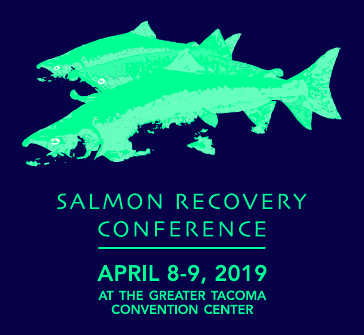 SALMON RECOVERY
CONFERENCE
APRIL 8-9, 2019
AT THE GREATER TACOMA
CONVENTION CENTER